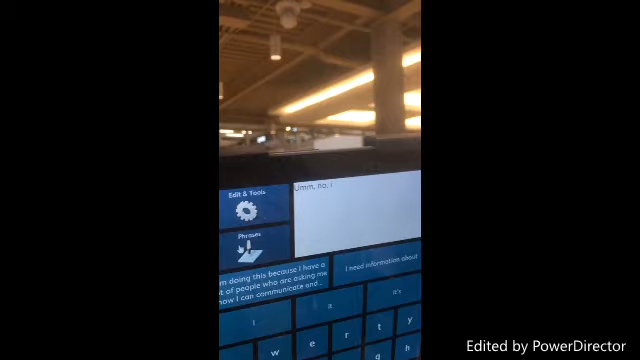 Edit & Tools
Umm, no, i
Phrases
m doing this because I have a
ot of people who are asking me
how I can communicate and .
I need information about
I
a
it's
w
e
r
t
y
g
h
Edited by PowerDirector